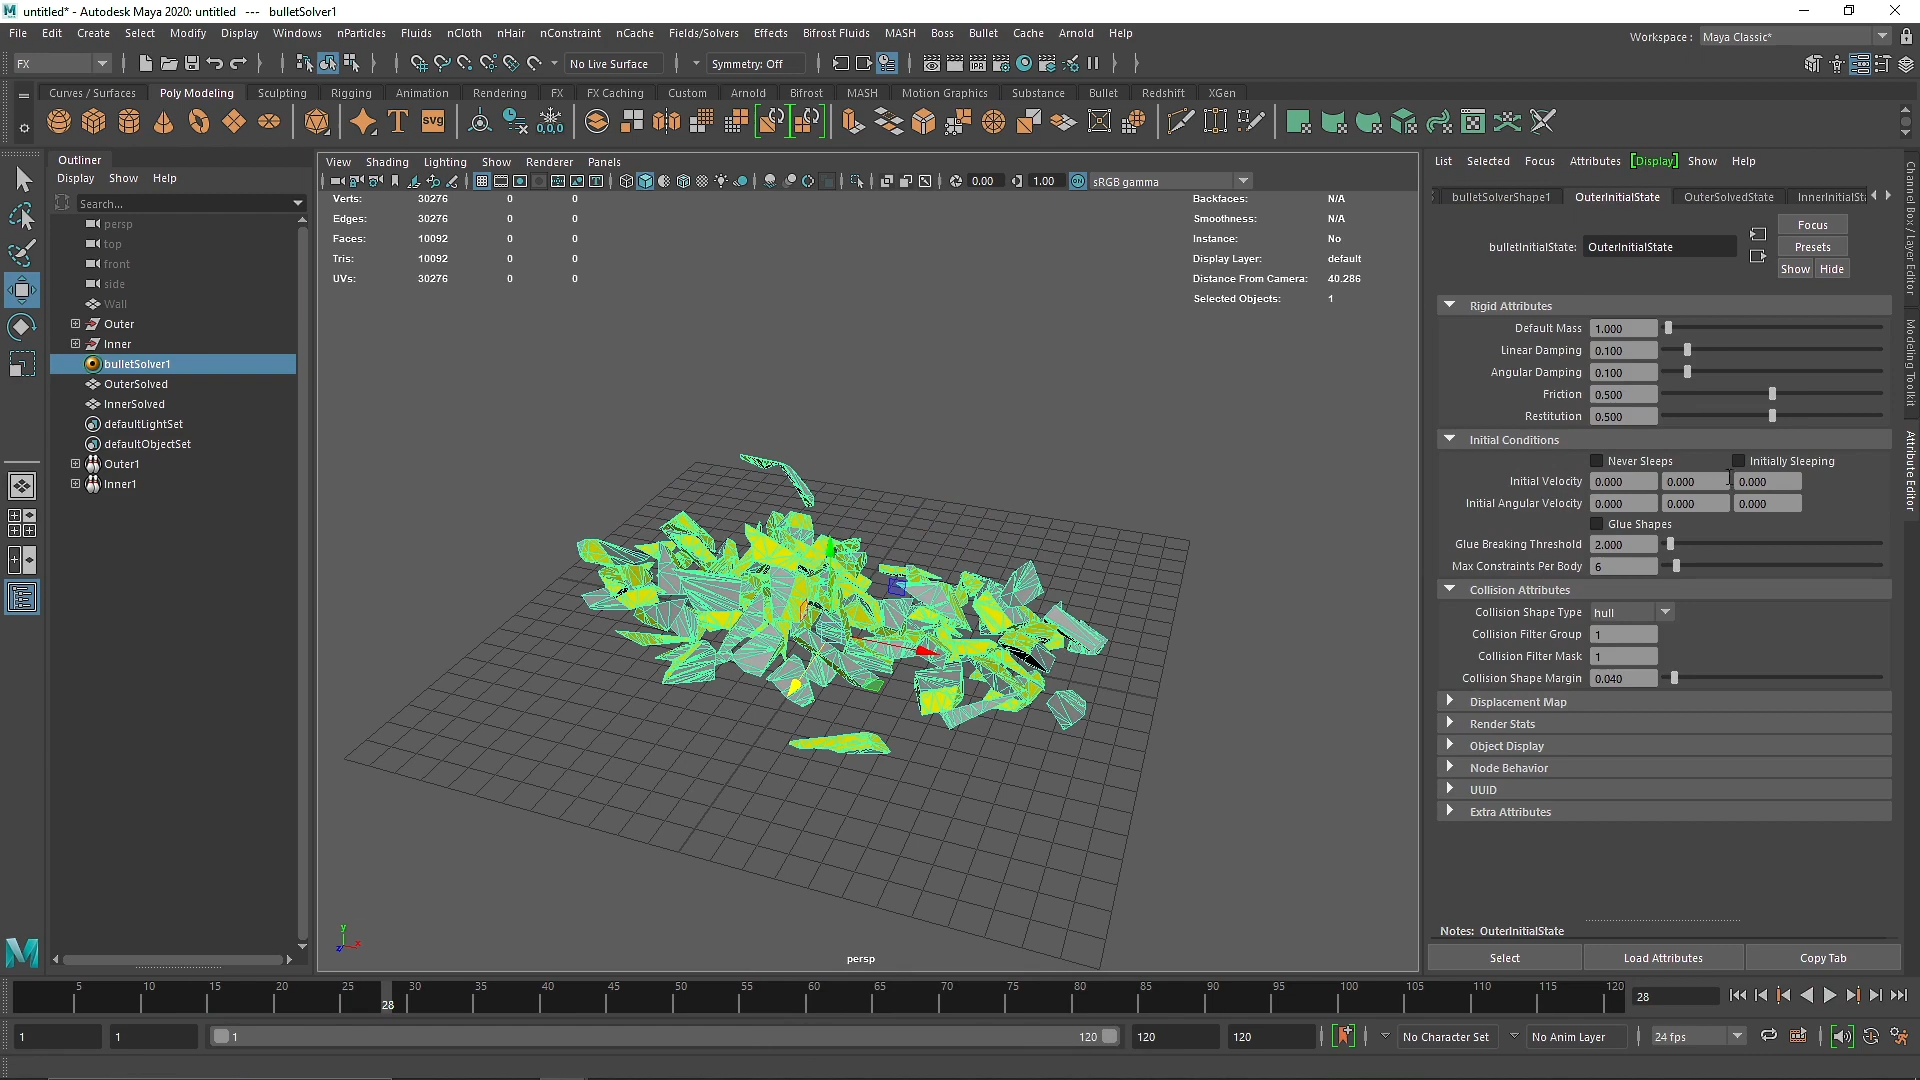 untitled* - Autodesk Maya 2020: untitled --- bulletSolver1
File Edit Create Select Modify Display Windows nParticles Fluids nCloth nHair nConstraint nCache Fields/Solvers Effects Bifrost Fluids MASH Boss Bullet Cache Arnold Help
Workspace : Maya Classic*
FX No Live Surface Symmetry: Off
Curves / Surfaces Poly Modeling Sculpting Rigging Animation Rendering FX FX Caching Custom Arnold Bifrost MASH Motion Graphics Substance Bullet Redshift XGen
T svg 0,0,0
Outliner
Display Show Help
Search...
persp
top
front
side
Wall
Outer
Inner
bulletSolver1
OuterSolved
InnerSolved
defaultLightSet
defaultObjectSet
Outer1
Inner1
View Shading Lighting Show Renderer Panels
0.00 1.00 sRGB gamma
Verts: 30276 0 0
Edges: 30276 0 0
Faces: 10092 0 0
Tris: 10092 0 0
UVs: 30276 0 0
Backfaces: N/A
Smoothness: N/A
Instance: No
Display Layer: default
Distance From Camera: 40.286
Selected Objects: 1
y
x
z
persp
List Selected Focus Attributes Display Show Help
bulletSolverShape1 OuterInitialState OuterSolvedState InnerInitialSta
bulletInitialState: OuterInitialState
Focus
Presets
Show Hide
Rigid Attributes
Default Mass 1.000
Linear Damping 0.100
Angular Damping 0.100
Friction 0.500
Restitution 0.500
Initial Conditions
Never Sleeps Initially Sleeping
Initial Velocity 0.000 0.000 0.000
Initial Angular Velocity 0.000 0.000 0.000
Glue Shapes
Glue Breaking Threshold 2.000
Max Constraints Per Body 6
Collision Attributes
Collision Shape Type hull
Collision Filter Group 1
Collision Filter Mask 1
Collision Shape Margin 0.040
Displacement Map
Render Stats
Object Display
Node Behavior
UUID
Extra Attributes
Notes: OuterInitialState
Select Load Attributes Copy Tab
Channel Box / Layer Editor
Modeling Toolkit
Attribute Editor
5 10 15 20 25 30 35 40 45 50 55 60 65 70 75 80 85 90 95 100 105 110 115 120
28
28
1 1 1 120 120 120 No Character Set No Anim Layer 24 fps